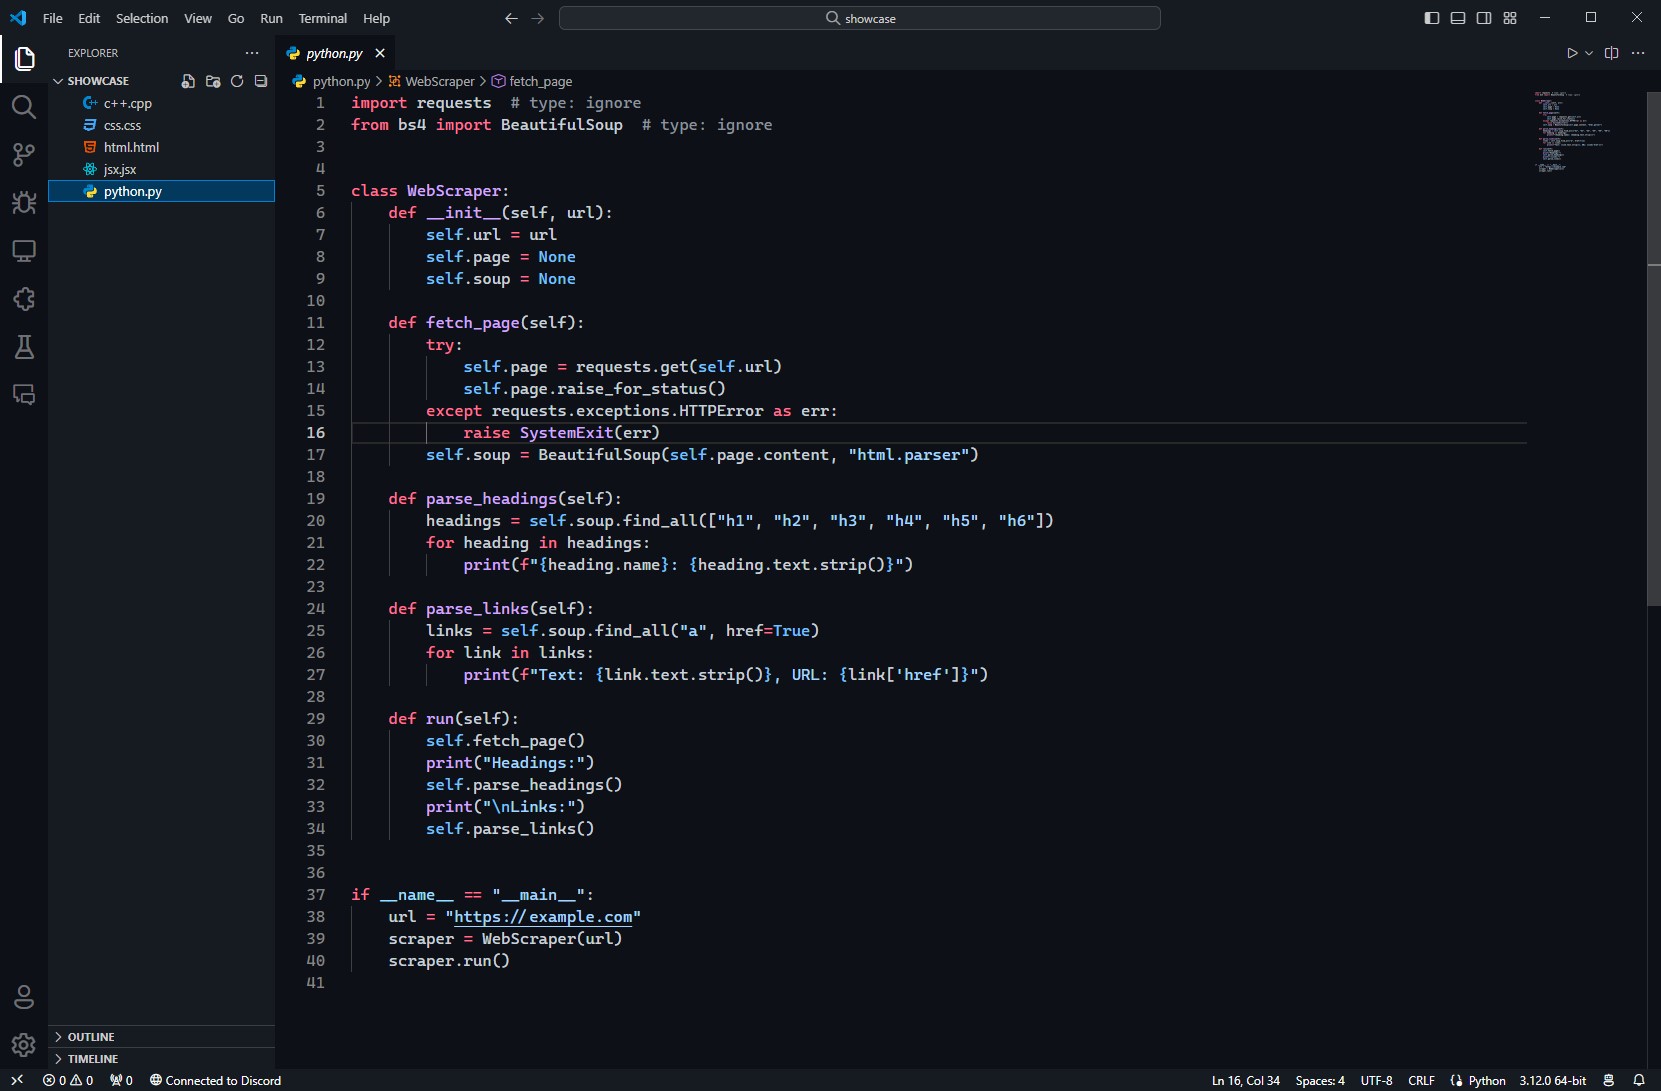 File Edit Selection View Go Run Terminal Help
showcase
EXPLORER
SHOWCASE
c++.cpp
css.css
html.html
jsx.jsx
python.py
OUTLINE
TIMELINE
python.py
python.py > WebScraper > fetch_page
1 import requests  # type: ignore
2 from bs4 import BeautifulSoup  # type: ignore
3
4
5 class WebScraper:
6     def __init__(self, url):
7         self.url = url
8         self.page = None
9         self.soup = None
10
11     def fetch_page(self):
12         try:
13             self.page = requests.get(self.url)
14             self.page.raise_for_status()
15         except requests.exceptions.HTTPError as err:
16             raise SystemExit(err)
17         self.soup = BeautifulSoup(self.page.content, "html.parser")
18
19     def parse_headings(self):
20         headings = self.soup.find_all(["h1", "h2", "h3", "h4", "h5", "h6"])
21         for heading in headings:
22             print(f"{heading.name}: {heading.text.strip()}")
23
24     def parse_links(self):
25         links = self.soup.find_all("a", href=True)
26         for link in links:
27             print(f"Text: {link.text.strip()}, URL: {link['href']}")
28
29     def run(self):
30         self.fetch_page()
31         print("Headings:")
32         self.parse_headings()
33         print("\nLinks:")
34         self.parse_links()
35
36
37 if __name__ == "__main__":
38     url = "https://example.com"
39     scraper = WebScraper(url)
40     scraper.run()
41
0 0 0 Connected to Discord Ln 16, Col 34 Spaces: 4 UTF-8 CRLF Python 3.12.0 64-bit